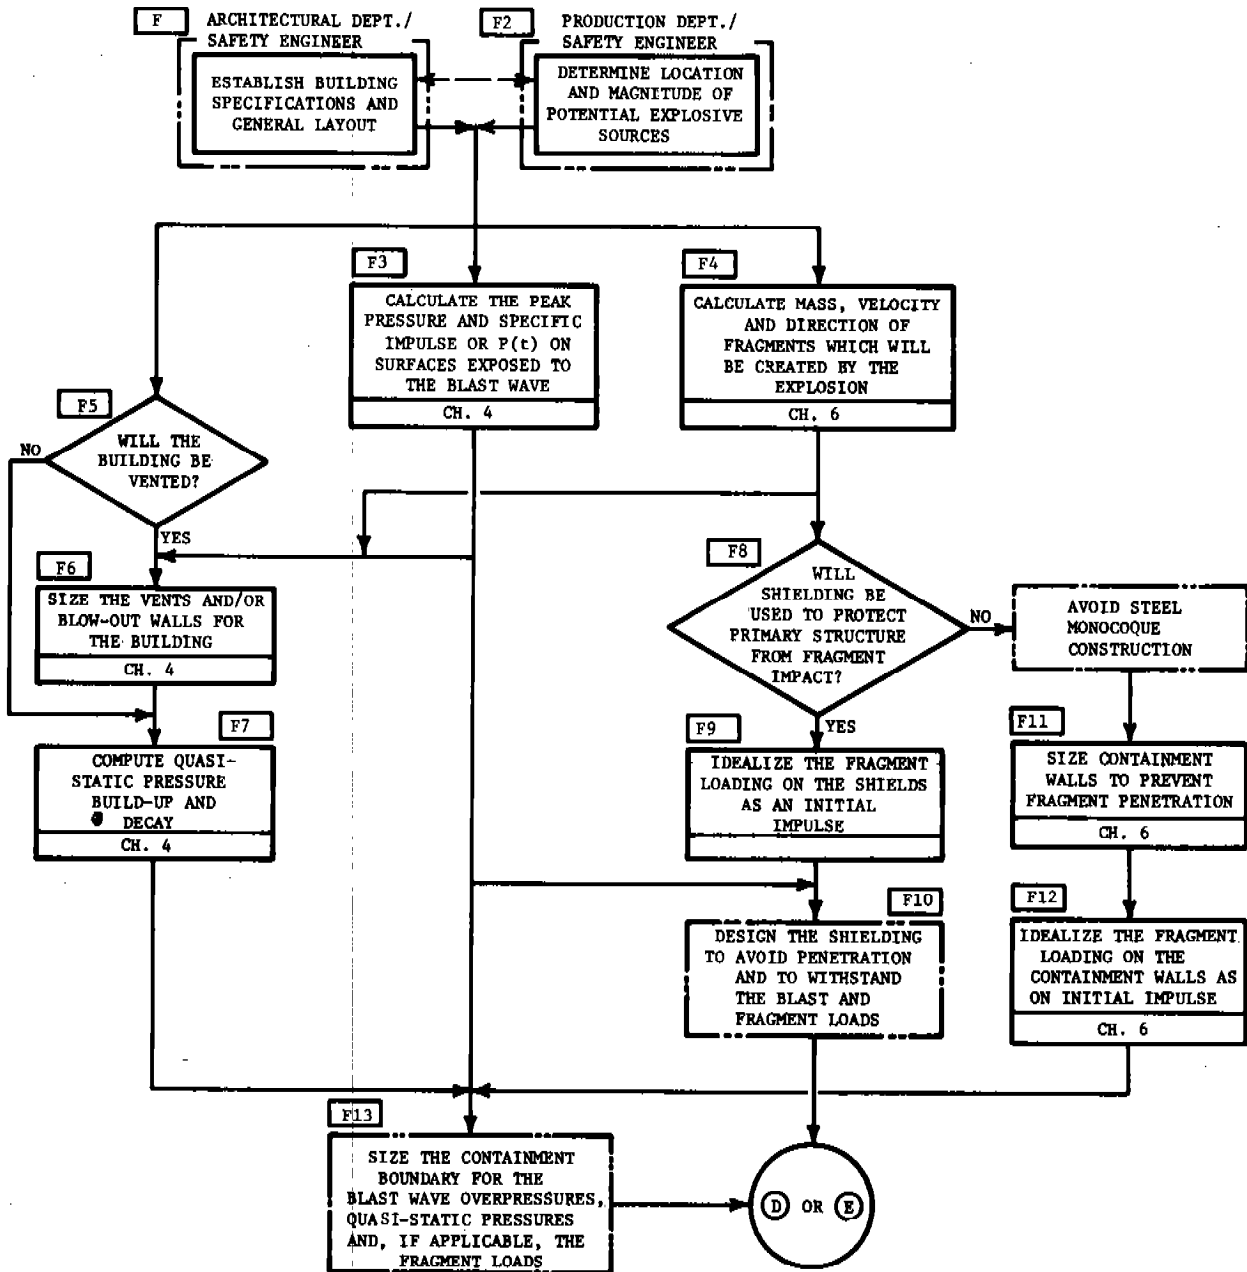 F
ARCHITECTURAL DEPT./
SAFETY ENGINEER
ESTABLISH BUILDING
SPECIFICATIONS AND
GENERAL LAYOUT
F2
PRODUCTION DEPT./
SAFETY ENGINEER
DETERMINE LOCATION
AND MAGNITUDE OF
POTENTIAL EXPLOSIVE
SOURCES
F3
CALCULATE THE PEAK
PRESSURE AND SPECIFIC
IMPULSE OR P(t) ON
SURFACES EXPOSED TO
THE BLAST WAVE
CH. 4
F4
CALCULATE MASS, VELOCITY
AND DIRECTION OF
FRAGMENTS WHICH WILL
BE CREATED BY THE
EXPLOSION
CH. 6
F5
WILL THE
BUILDING BE
VENTED?
NO
YES
F6
SIZE THE VENTS AND/OR
BLOW-OUT WALLS FOR
THE BUILDING
CH. 4
F7
COMPUTE QUASI-
STATIC PRESSURE
BUILD-UP AND
DECAY
CH. 4
F8
WILL
SHIELDING BE
USED TO PROTECT
PRIMARY STRUCTURE
FROM FRAGMENT
IMPACT?
NO
YES
AVOID STEEL
MONOCOQUE
CONSTRUCTION
F9
IDEALIZE THE FRAGMENT
LOADING ON THE SHIELDS
AS AN INITIAL
IMPULSE
F11
SIZE CONTAINMENT
WALLS TO PREVENT
FRAGMENT PENETRATION
CH. 6
F10
DESIGN THE SHIELDING
TO AVOID PENETRATION
AND TO WITHSTAND
THE BLAST AND
FRAGMENT LOADS
F12
IDEALIZE THE FRAGMENT
LOADING ON THE
CONTAINMENT WALLS AS
ON INITIAL IMPULSE
CH. 6
F13
SIZE THE CONTAINMENT
BOUNDARY FOR THE
BLAST WAVE OVERPRESSURES,
QUASI-STATIC PRESSURES
AND, IF APPLICABLE, THE
FRAGMENT LOADS
D OR E